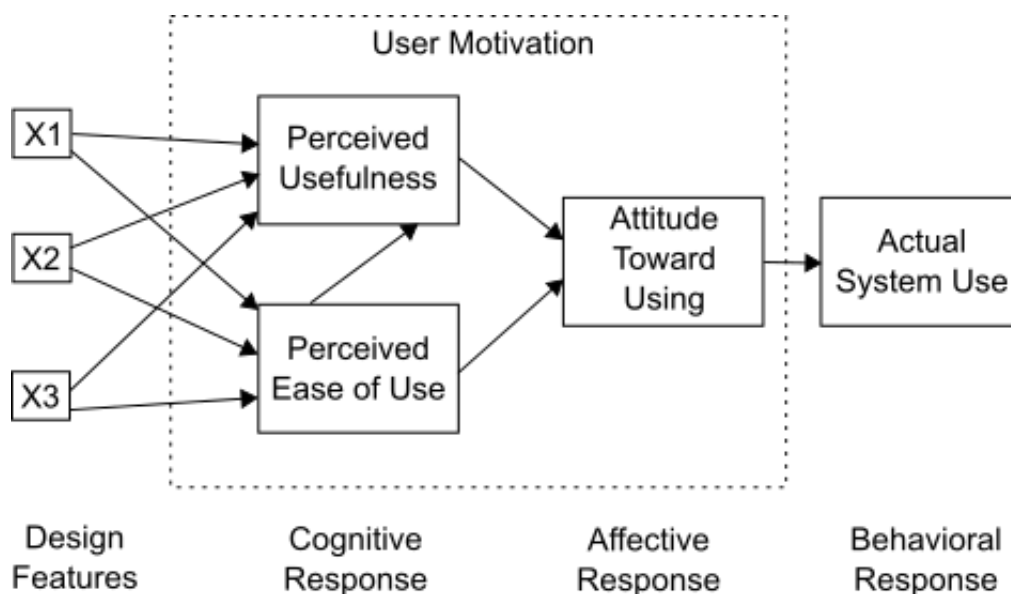 User Motivation
X1
X2
X3
Perceived
Usefulness
Perceived
Ease of Use
Attitude
Toward
Using
Actual
System Use
Design
Features
Cognitive
Response
Affective
Response
Behavioral
Response